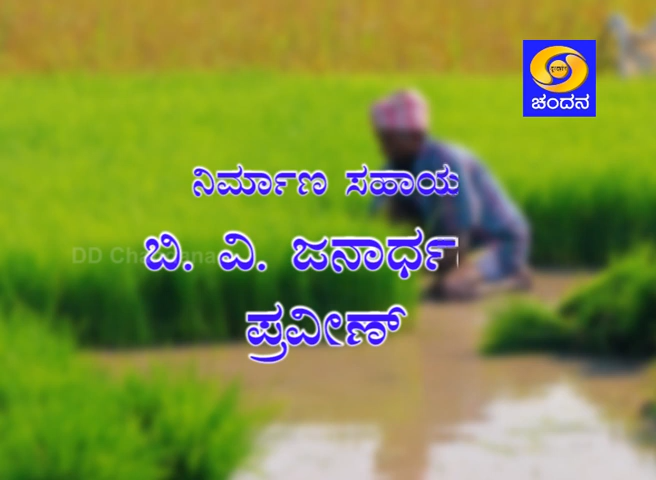 ಚಂದನ
ನಿರ್ಮಾಣ ಸಹಾಯ
ಬಿ. ವಿ. ಜನಾರ್ಧ
DD Chandana
ಪ್ರವೀಣ್